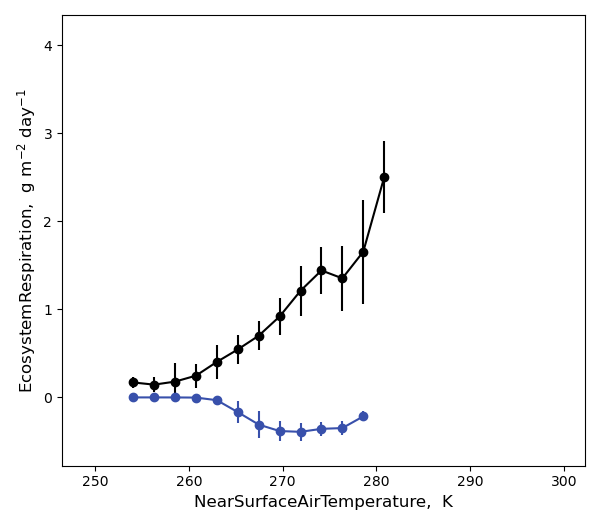 4
3
2
1
0
EcosystemRespiration,  g m⁻² day⁻¹
250 260 270 280 290 300
NearSurfaceAirTemperature,  K